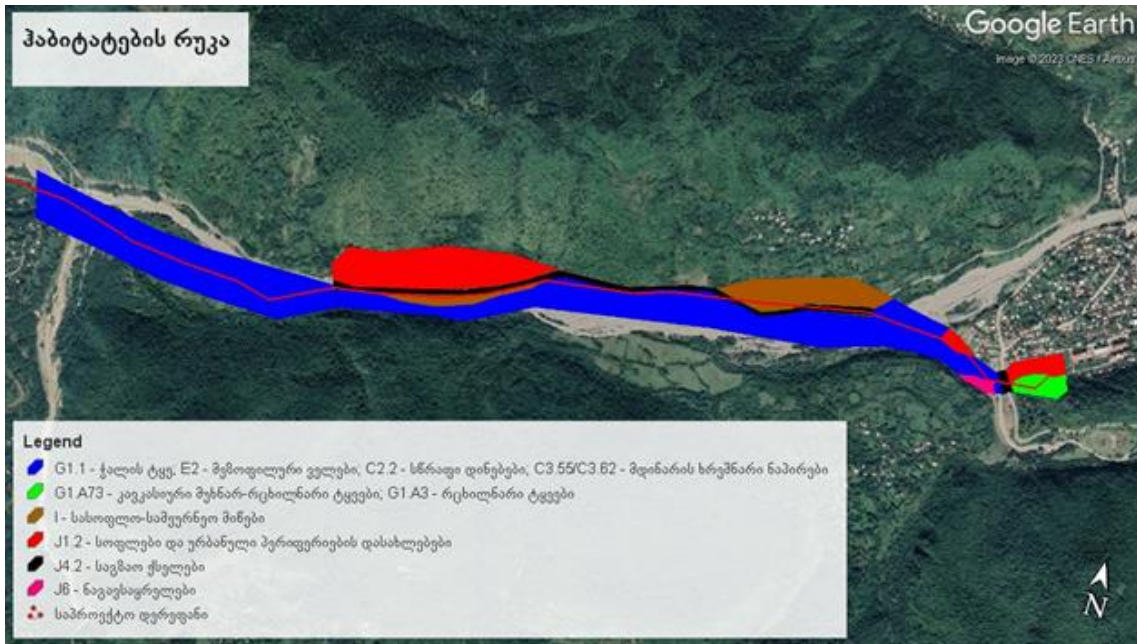 ჰაბიტატების რუკა
Google Earth
Image © 2023 CNES / Airbus
Legend
G1.1 - ჭალის ტყე, E2 - მეზოფილური ველები; C2.2 - სწრაფი დინებები; C3.55/C3.62 - მდინარის ხრეშნარი ნაპირები
G1.A73 - კავკასიური მუხნარ-რცხილნარი ტყეები; G1.A3 - რცხილნარი ტყეები
I - სასოფლო-სამეურნეო მიწები
J1.2 - სოფლები და ურბანული პერიფერიების დასახლებები
J4.2 - საგზაო ქსელები
J6 - ნაგავსაყრელები
საპროექტო დერეფანი
N